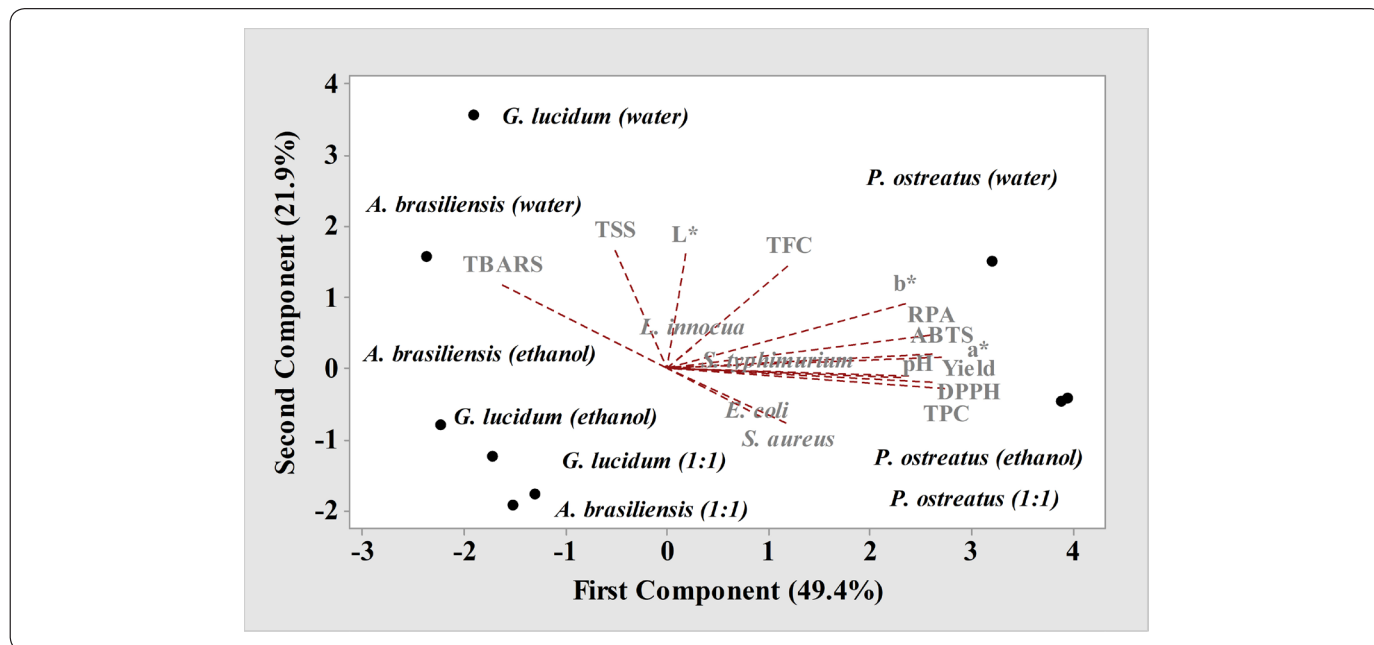 4
3
2
1
0
-1
-2
Second Component (21.9%)
G. lucidum (water)
P. ostreatus (water)
A. brasiliensis (water)
TSS
L*
TFC
TBARS
b*
RPA
L. innocua
ABTS
a*
A. brasiliensis (ethanol)
S. typhimurium
pH
Yield
DPPH
E. coli
TPC
G. lucidum (ethanol)
S. aureus
G. lucidum (1:1)
P. ostreatus (ethanol)
P. ostreatus (1:1)
A. brasiliensis (1:1)
-3
-2
-1
0
1
2
3
4
First Component (49.4%)